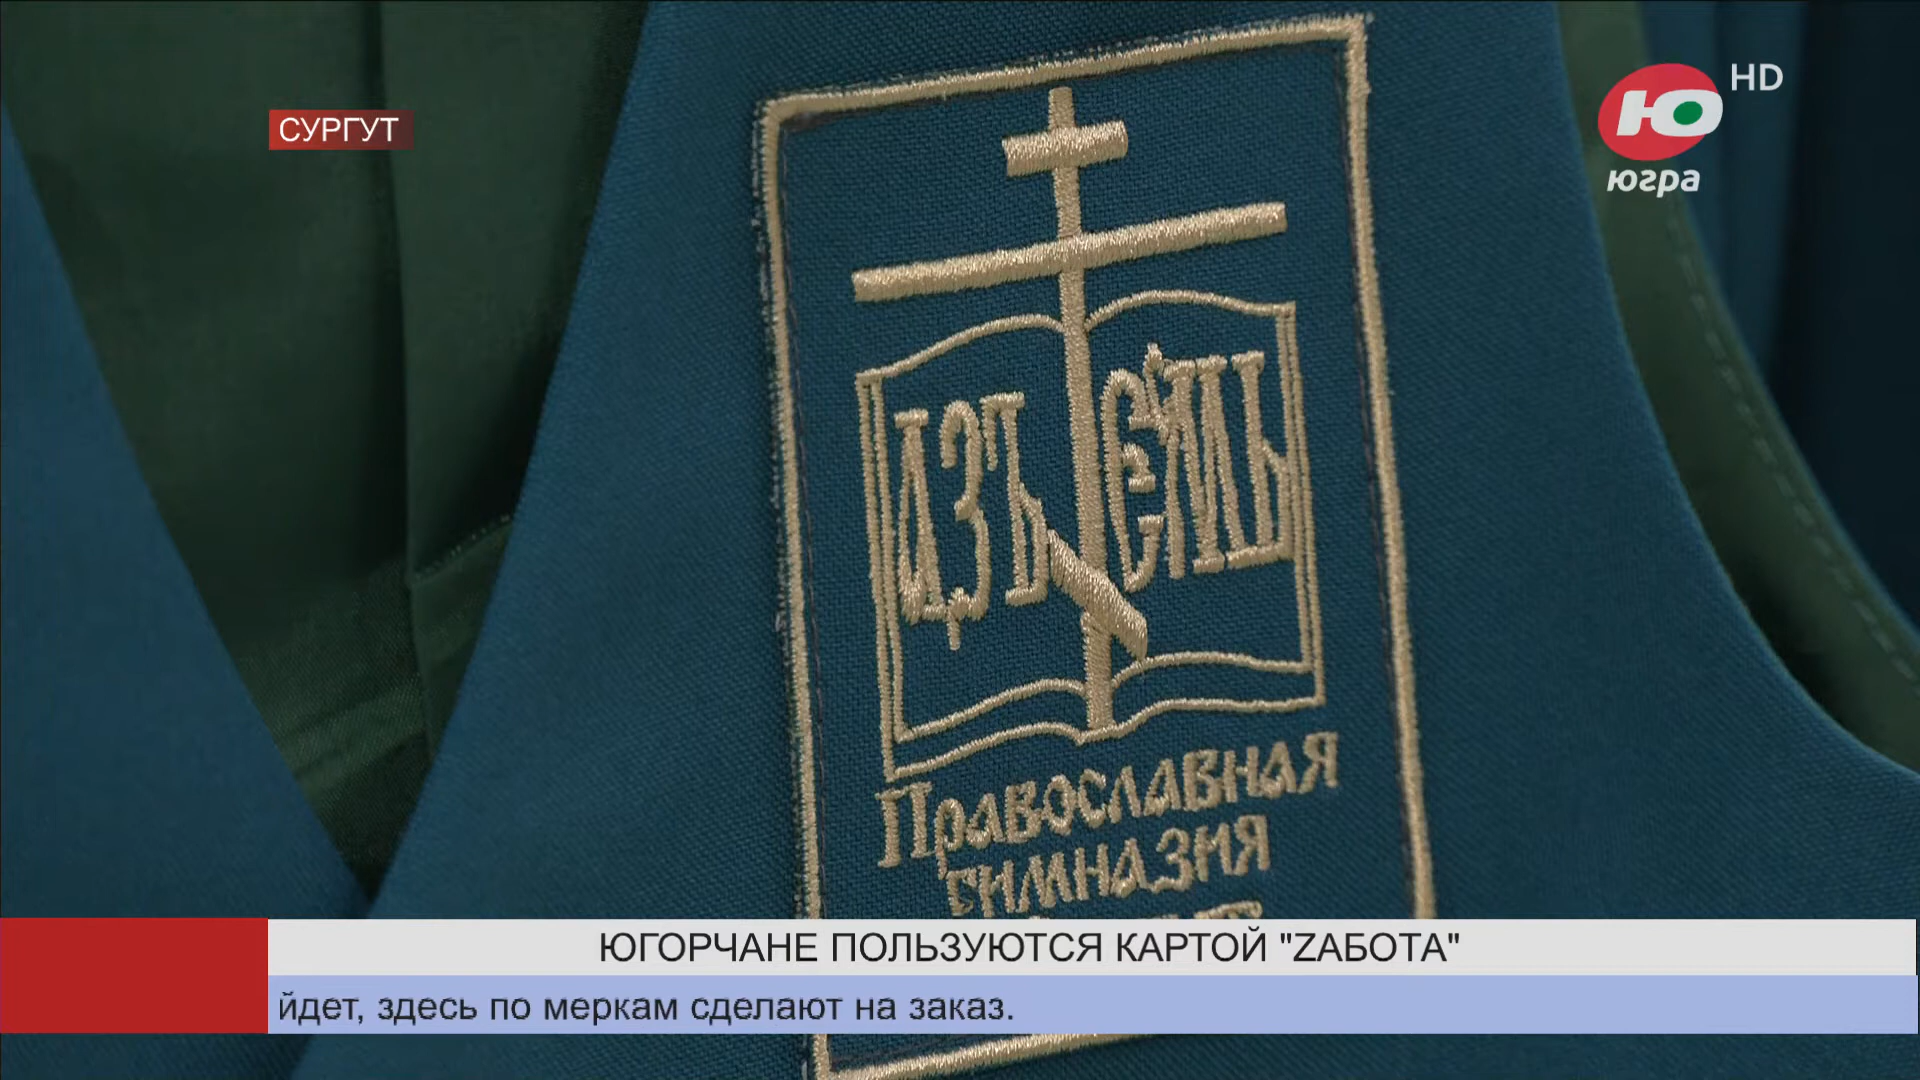 СУРГУТ
HD
Ю
югра
АЗЪ ЕСМЬ
Православная
гимназия
ЮГОРЧАНЕ ПОЛЬЗУЮТСЯ КАРТОЙ "ZАБОТА"
йдет, здесь по меркам сделают на заказ.